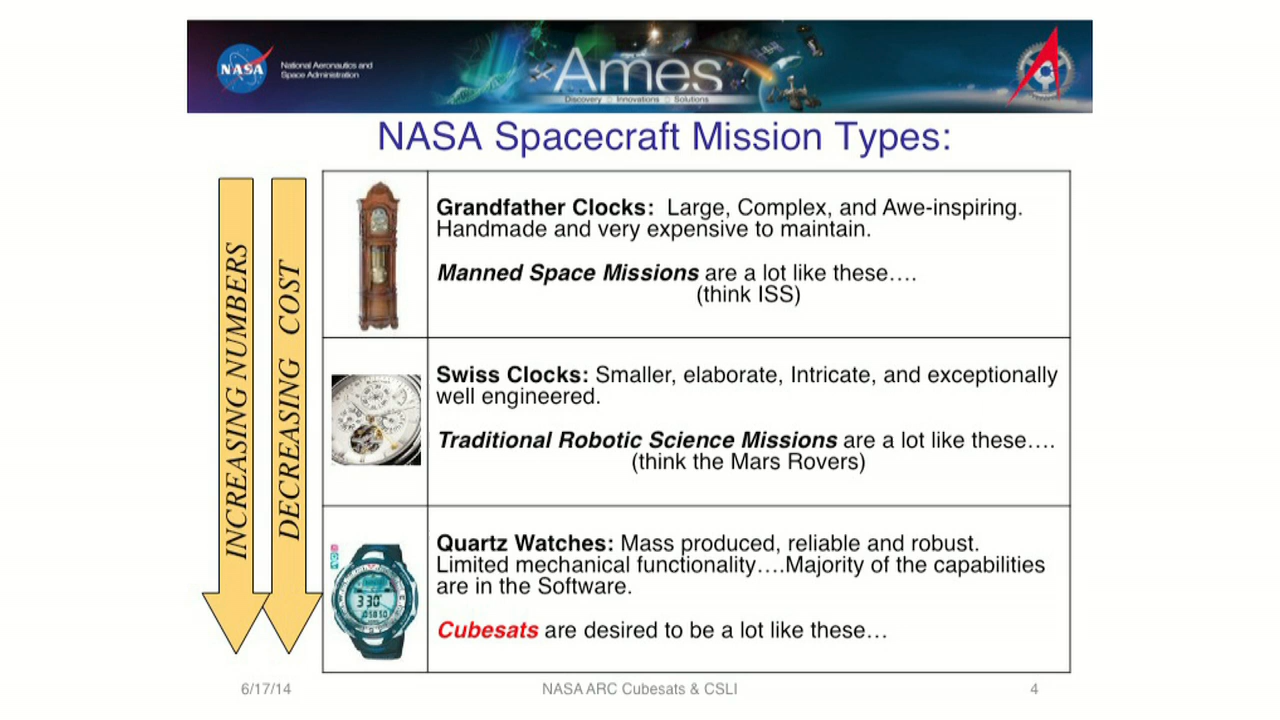 NASA
National Aeronautics and
Space Administration
Ames
Discovery Innovations Solutions
NASA Spacecraft Mission Types:
INCREASING NUMBERS
DECREASING COST
Grandfather Clocks: Large, Complex, and Awe-inspiring.
Handmade and very expensive to maintain.
Manned Space Missions are a lot like these….
(think ISS)
Swiss Clocks: Smaller, elaborate, Intricate, and exceptionally
well engineered.
Traditional Robotic Science Missions are a lot like these….
(think the Mars Rovers)
Quartz Watches: Mass produced, reliable and robust.
Limited mechanical functionality….Majority of the capabilities
are in the Software.
Cubesats are desired to be a lot like these…
6/17/14
NASA ARC Cubesats & CSLI
4